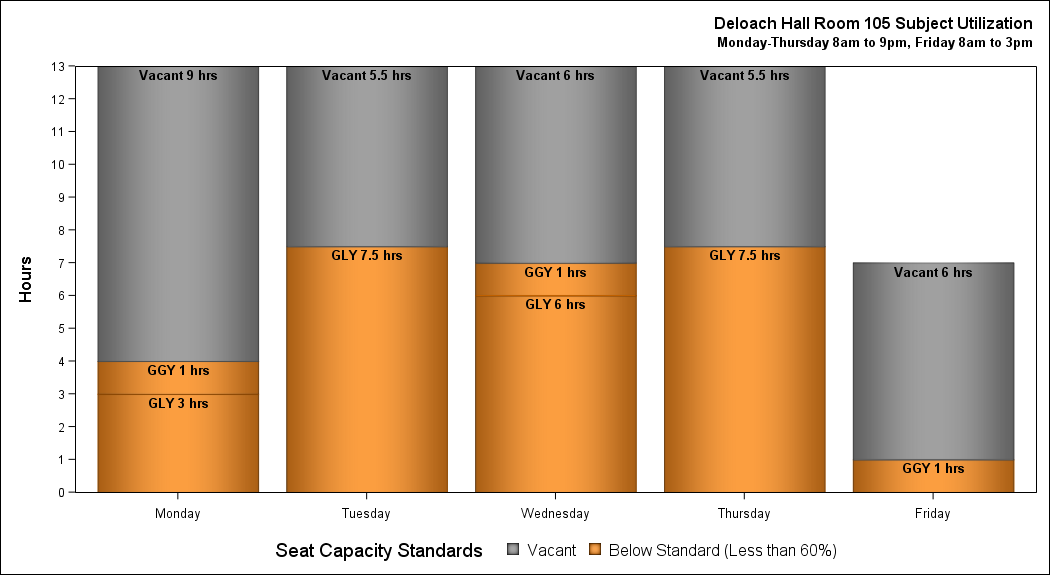 Deloach Hall Room 105 Subject Utilization
Monday-Thursday 8am to 9pm, Friday 8am to 3pm
Hours
13
12
11
10
9
8
7
6
5
4
3
2
1
0
Vacant 9 hrs
GGY 1 hrs
GLY 3 hrs
Vacant 5.5 hrs
GLY 7.5 hrs
Vacant 6 hrs
GGY 1 hrs
GLY 6 hrs
Vacant 5.5 hrs
GLY 7.5 hrs
Vacant 6 hrs
GGY 1 hrs
Monday Tuesday Wednesday Thursday Friday
Seat Capacity Standards Vacant Below Standard (Less than 60%)